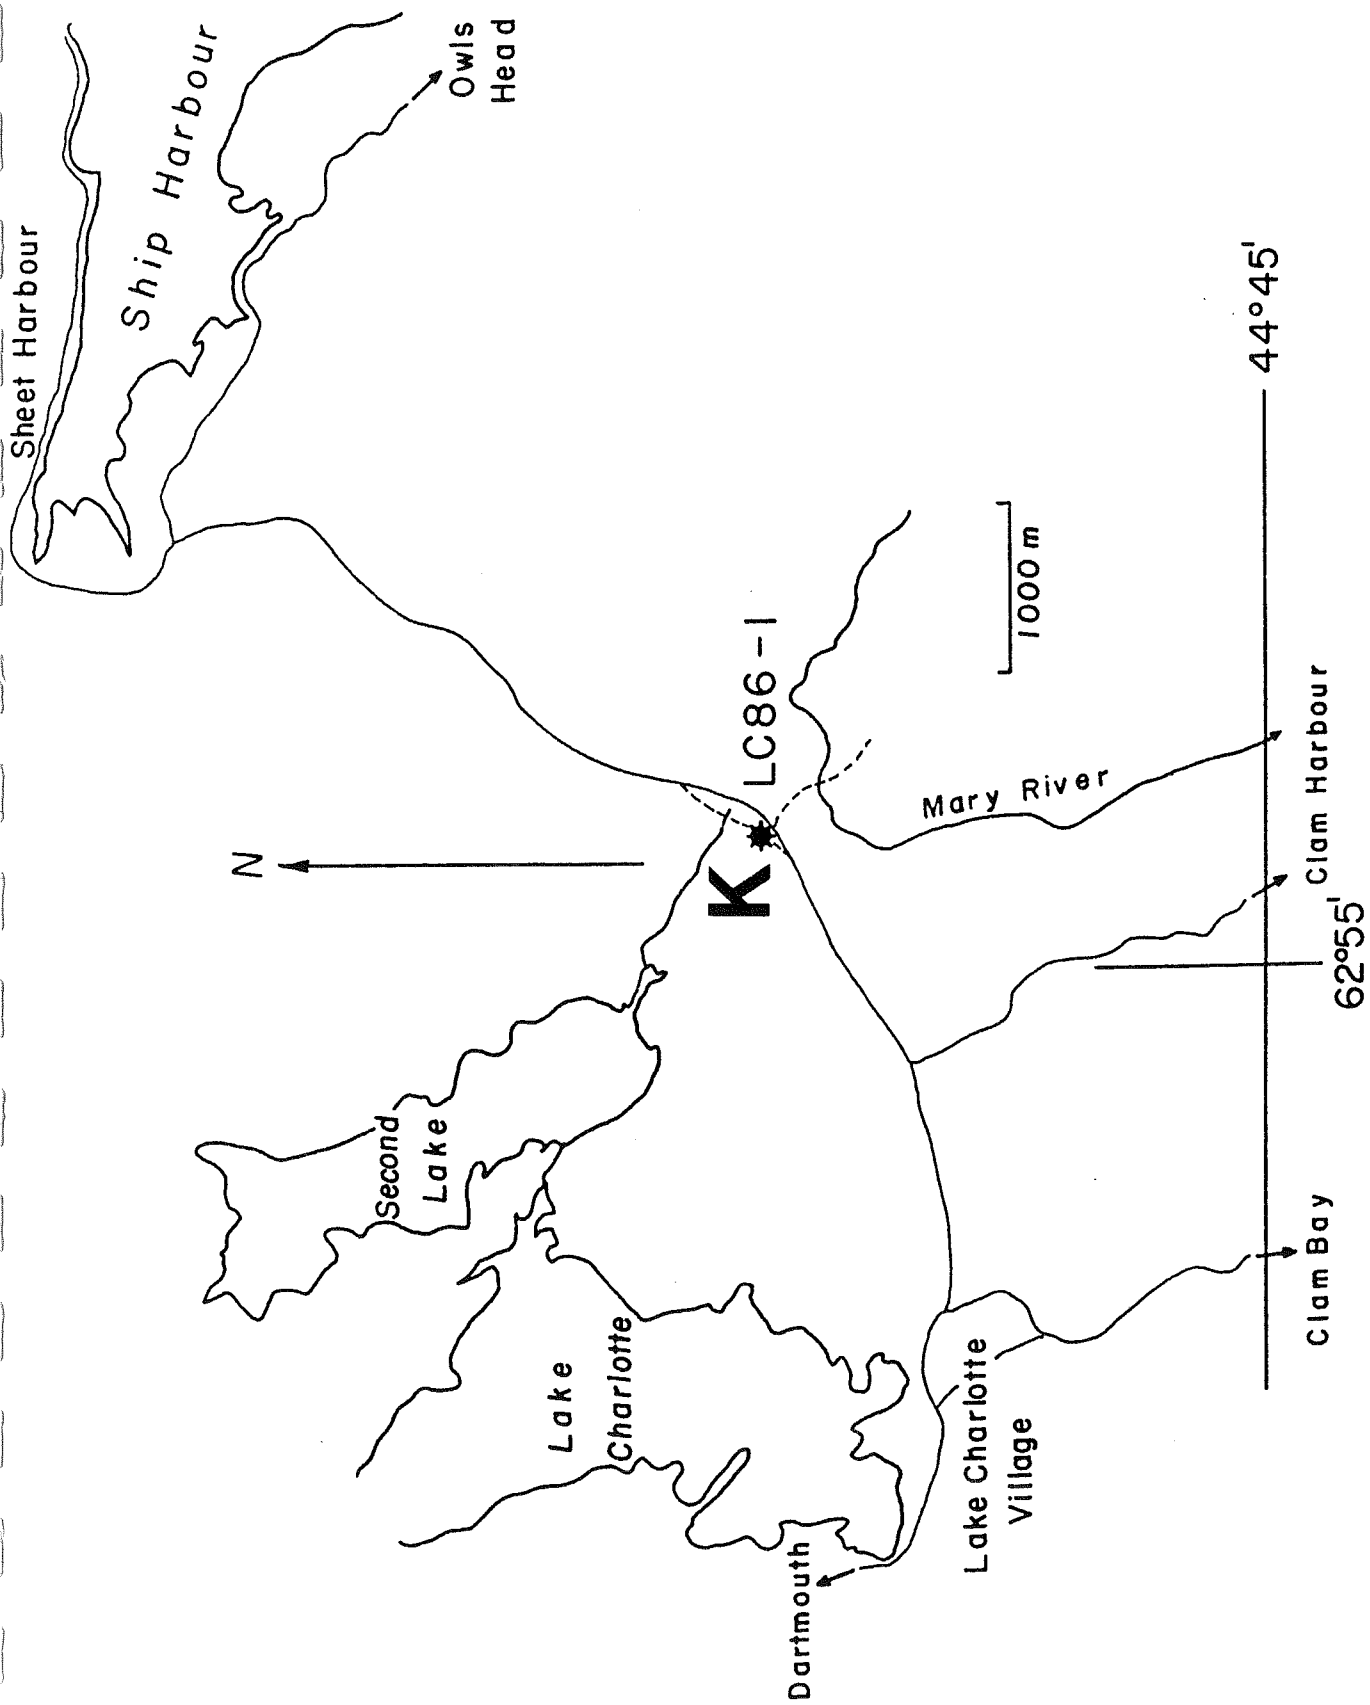 Sheet Harbour
Ship Harbour
Owls
Head
N
Second
Lake
K
LC86-1
Lake
Charlotte
Mary River
1000 m
Dartmouth
Lake Charlotte
Village
44°45'
Clam Bay
Clam Harbour
62°55'